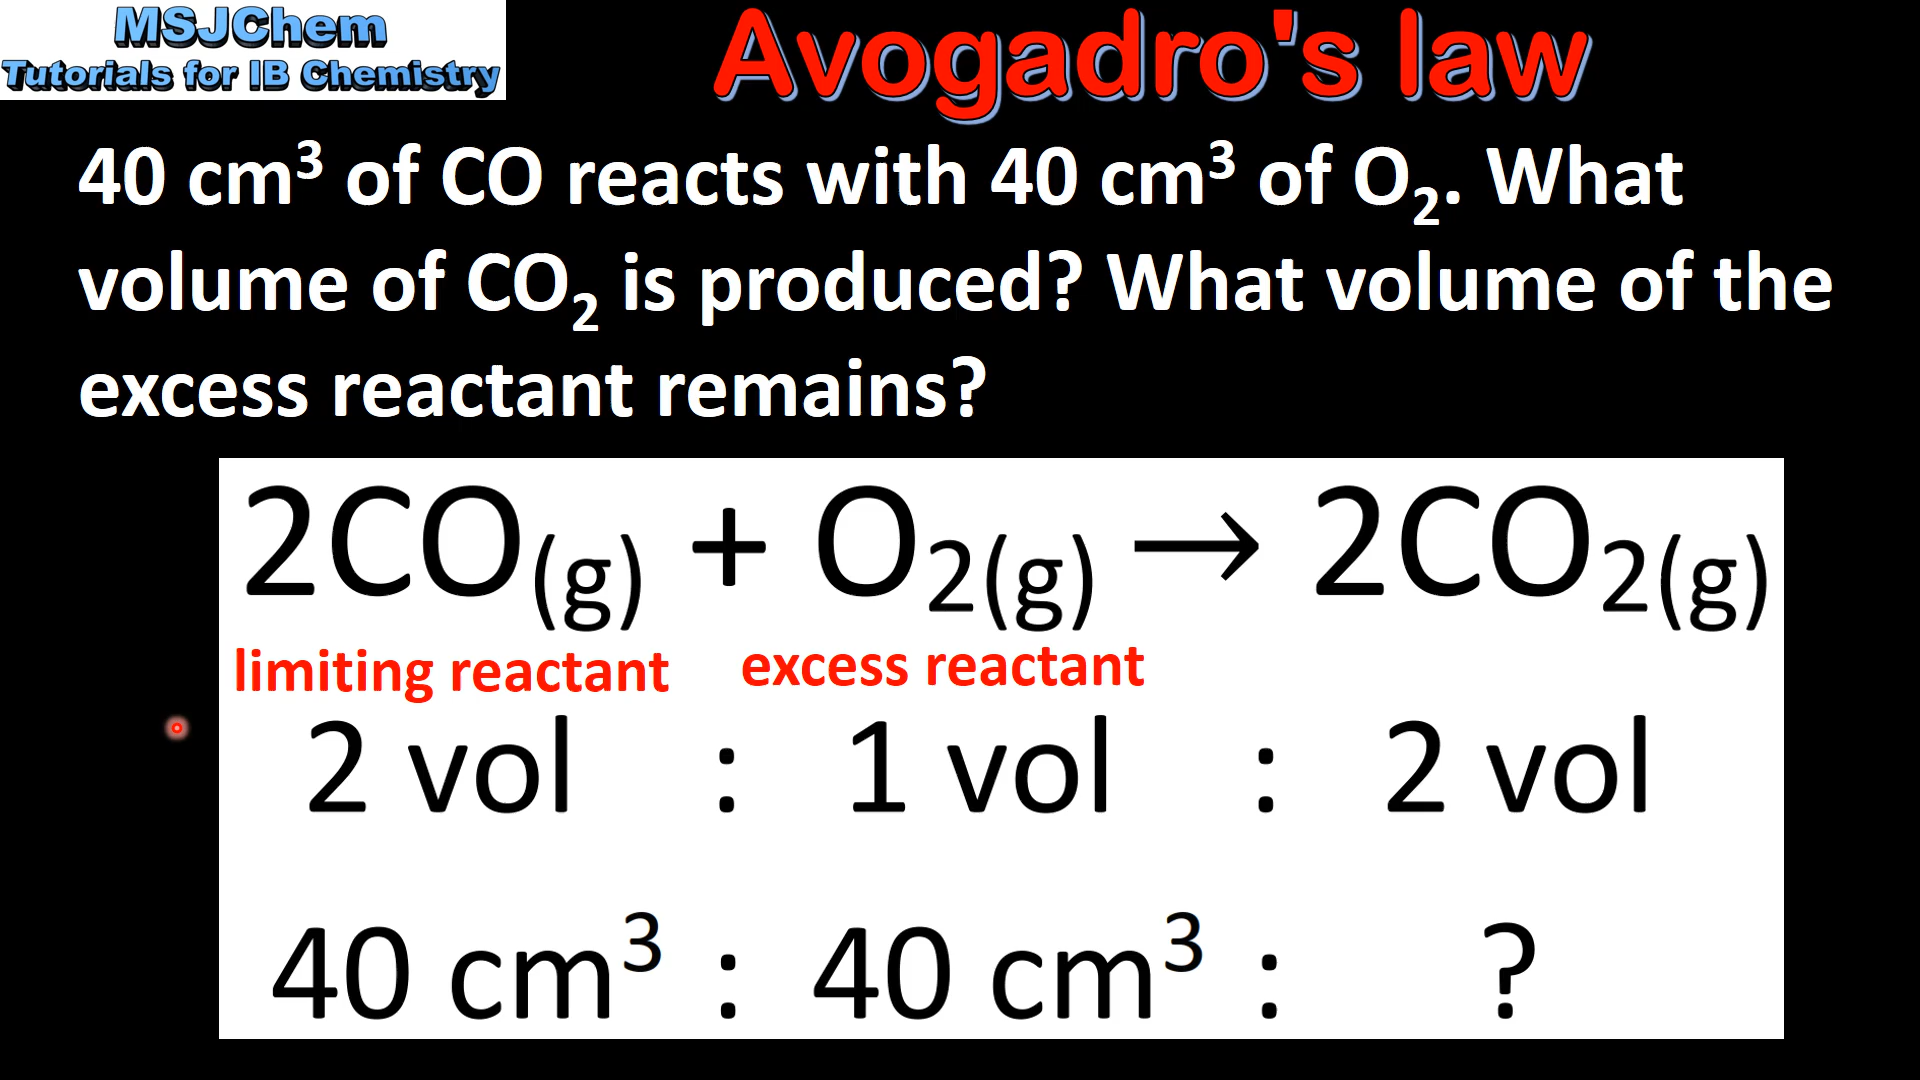 MSJChem
Tutorials for IB Chemistry
Avogadro's law
40 cm³ of CO reacts with 40 cm³ of O₂. What
volume of CO₂ is produced? What volume of the
excess reactant remains?
2CO(g) + O₂(g) → 2CO₂(g)
limiting reactant excess reactant
2 vol : 1 vol : 2 vol
40 cm³ : 40 cm³ : ?